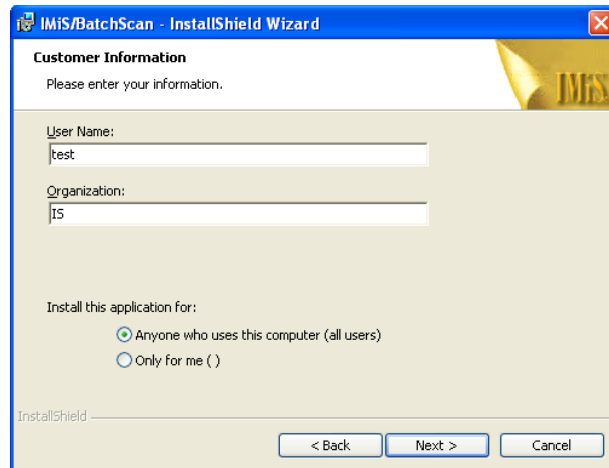 IMiS/BatchScan - InstallShield Wizard
Customer Information
Please enter your information.
IMiS
User Name:
test
Organization:
IS
Install this application for:
Anyone who uses this computer (all users)
Only for me ( )
InstallShield
< Back Next > Cancel